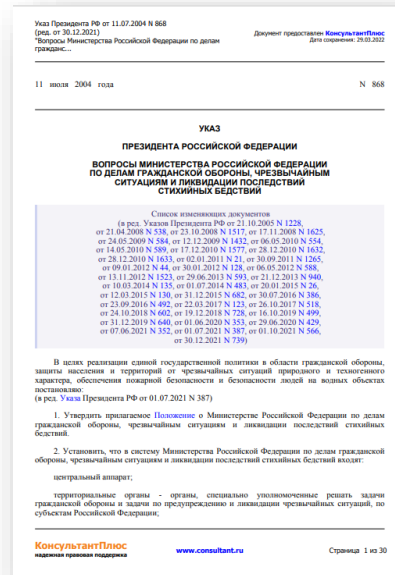 Указ Президента РФ от 11.07.2004 N 868
(ред. от 30.12.2021)
"Вопросы Министерства Российской Федерации по делам
гражданс...
Документ предоставлен КонсультантПлюс
Дата сохранения: 29.03.2022
11 июля 2004 года N 868
УКАЗ
ПРЕЗИДЕНТА РОССИЙСКОЙ ФЕДЕРАЦИИ
ВОПРОСЫ МИНИСТЕРСТВА РОССИЙСКОЙ ФЕДЕРАЦИИ
ПО ДЕЛАМ ГРАЖДАНСКОЙ ОБОРОНЫ, ЧРЕЗВЫЧАЙНЫМ
СИТУАЦИЯМ И ЛИКВИДАЦИИ ПОСЛЕДСТВИЙ
СТИХИЙНЫХ БЕДСТВИЙ
Список изменяющих документов
(в ред. Указов Президента РФ от 21.10.2005 N 1228,
от 21.04.2008 N 538, от 23.10.2008 N 1517, от 17.11.2008 N 1625,
от 24.05.2009 N 584, от 12.12.2009 N 1432, от 06.05.2010 N 554,
от 14.05.2010 N 589, от 17.12.2010 N 1577, от 28.12.2010 N 1632,
от 28.12.2010 N 1633, от 02.01.2011 N 21, от 30.09.2011 N 1265,
от 09.01.2012 N 44, от 30.01.2012 N 128, от 06.05.2012 N 588,
от 13.11.2012 N 1523, от 29.06.2013 N 593, от 21.12.2013 N 940,
от 10.03.2014 N 135, от 01.07.2014 N 483, от 20.01.2015 N 26,
от 12.03.2015 N 130, от 31.12.2015 N 682, от 30.07.2016 N 386,
от 23.09.2016 N 492, от 22.03.2017 N 123, от 26.10.2017 N 518,
от 24.10.2018 N 602, от 19.12.2018 N 728, от 16.10.2019 N 499,
от 31.12.2019 N 640, от 01.06.2020 N 353, от 29.06.2020 N 429,
от 07.06.2021 N 352, от 01.07.2021 N 387, от 01.10.2021 N 566,
от 30.12.2021 N 739)
В целях реализации единой государственной политики в области гражданской обороны,
защиты населения и территорий от чрезвычайных ситуаций природного и техногенного
характера, обеспечения пожарной безопасности и безопасности людей на водных объектах
постановляю:
(в ред. Указа Президента РФ от 01.07.2021 N 387)
1. Утвердить прилагаемое Положение о Министерстве Российской Федерации по делам
гражданской обороны, чрезвычайным ситуациям и ликвидации последствий стихийных
бедствий.
2. Установить, что в систему Министерства Российской Федерации по делам гражданской
обороны, чрезвычайным ситуациям и ликвидации последствий стихийных бедствий входят:
центральный аппарат;
территориальные органы - органы, специально уполномоченные решать задачи
гражданской обороны и задачи по предупреждению и ликвидации чрезвычайных ситуаций, по
субъектам Российской Федерации;
КонсультантПлюс
надежная правовая поддержка
www.consultant.ru
Страница 1 из 30